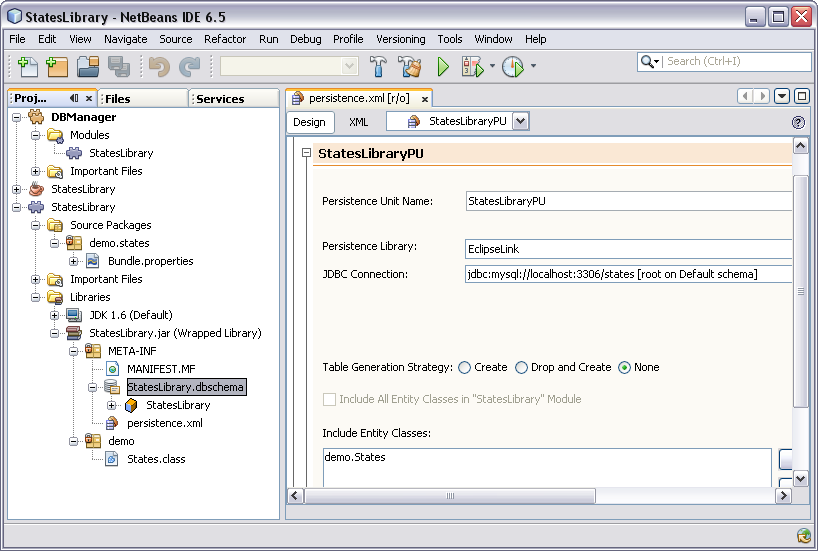 StatesLibrary - NetBeans IDE 6.5
File Edit View Navigate Source Refactor Run Debug Profile Versioning Tools Window Help
Search (Ctrl+I)
Proj... Files Services
DBManager
Modules
StatesLibrary
Important Files
StatesLibrary
StatesLibrary
Source Packages
demo.states
Bundle.properties
Important Files
Libraries
JDK 1.6 (Default)
StatesLibrary.jar (Wrapped Library)
META-INF
MANIFEST.MF
StatesLibrary.dbschema
StatesLibrary
persistence.xml
demo
States.class
persistence.xml [r/o]
Design XML StatesLibraryPU
StatesLibraryPU
Persistence Unit Name: StatesLibraryPU
Persistence Library: EclipseLink
JDBC Connection: jdbc:mysql://localhost:3306/states [root on Default schema]
Table Generation Strategy: Create Drop and Create None
Include All Entity Classes in "StatesLibrary" Module
Include Entity Classes:
demo.States